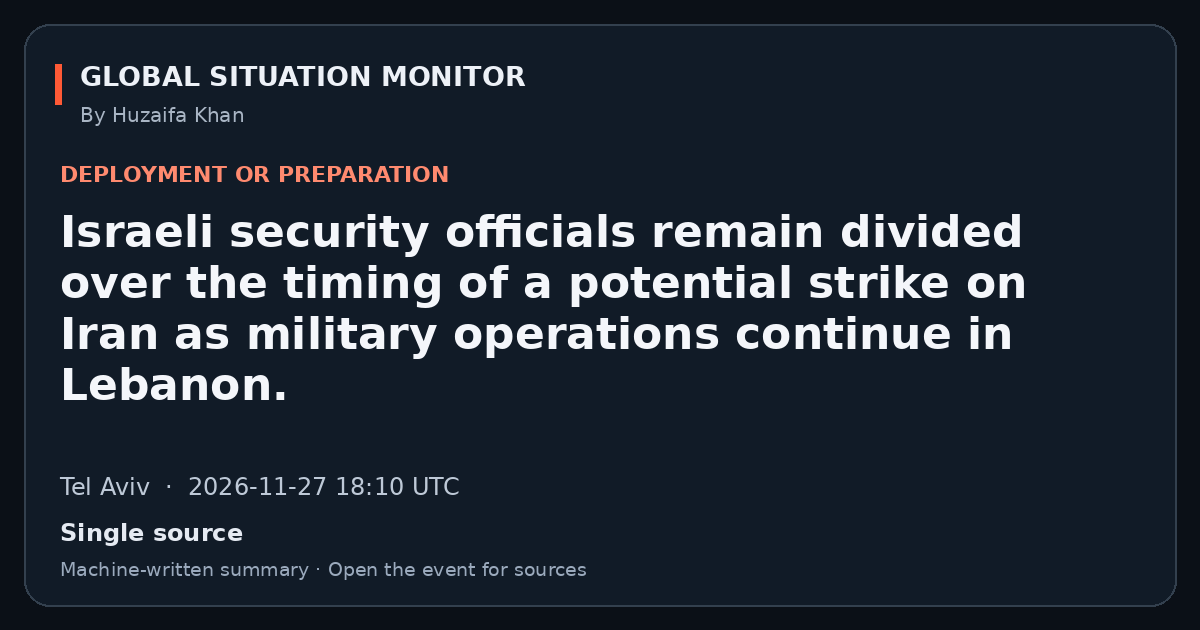 GLOBAL SITUATION MONITOR
By Huzaifa Khan
DEPLOYMENT OR PREPARATION
Israeli security officials remain divided
over the timing of a potential strike on
Iran as military operations continue in
Lebanon.
Tel Aviv · 2026-11-27 18:10 UTC
Single source
Machine-written summary · Open the event for sources